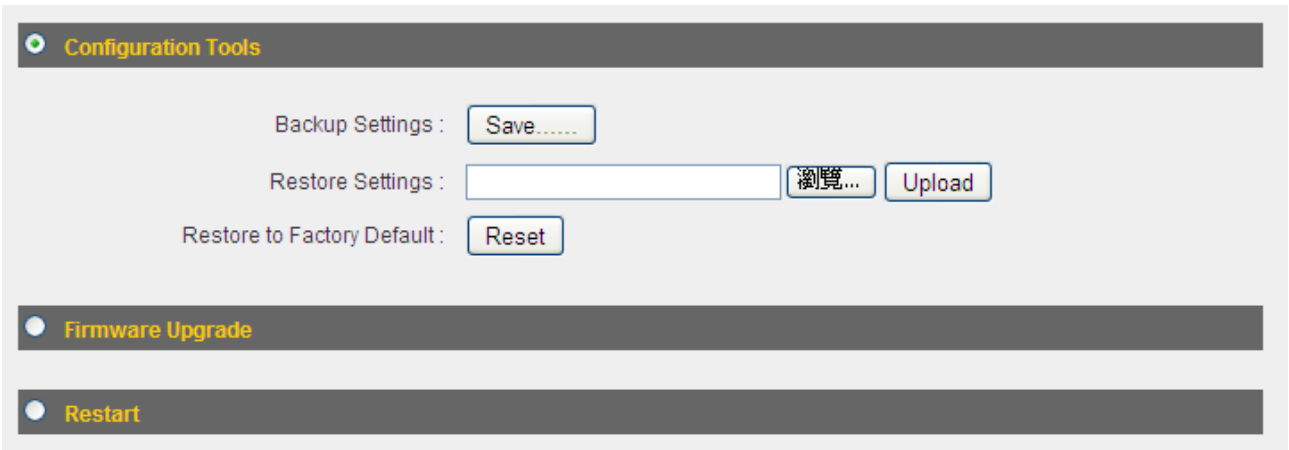 Configuration Tools
Backup Settings : Save......
Restore Settings : 瀏覽... Upload
Restore to Factory Default : Reset
Firmware Upgrade
Restart